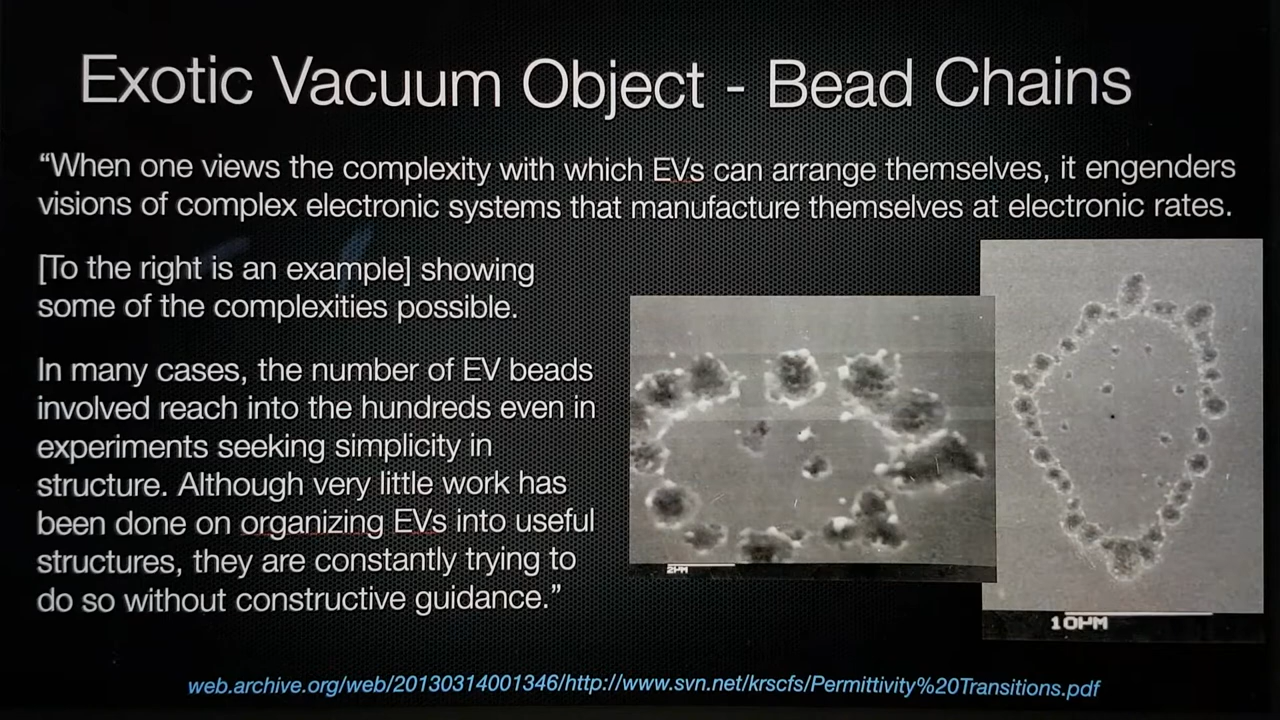 Exotic Vacuum Object - Bead Chains
“When one views the complexity with which EVs can arrange themselves, it engenders
visions of complex electronic systems that manufacture themselves at electronic rates.
[To the right is an example] showing
some of the complexities possible.
In many cases, the number of EV beads
involved reach into the hundreds even in
experiments seeking simplicity in
structure. Although very little work has
been done on organizing EVs into useful
structures, they are constantly trying to
do so without constructive guidance.”
2µM
10µM
web.archive.org/web/20130314001346/http://www.svn.net/krscfs/Permittivity%20Transitions.pdf